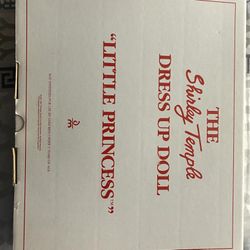 THE
Shirley Temple
DRESS UP DOLL
"LITTLE PRINCESS"